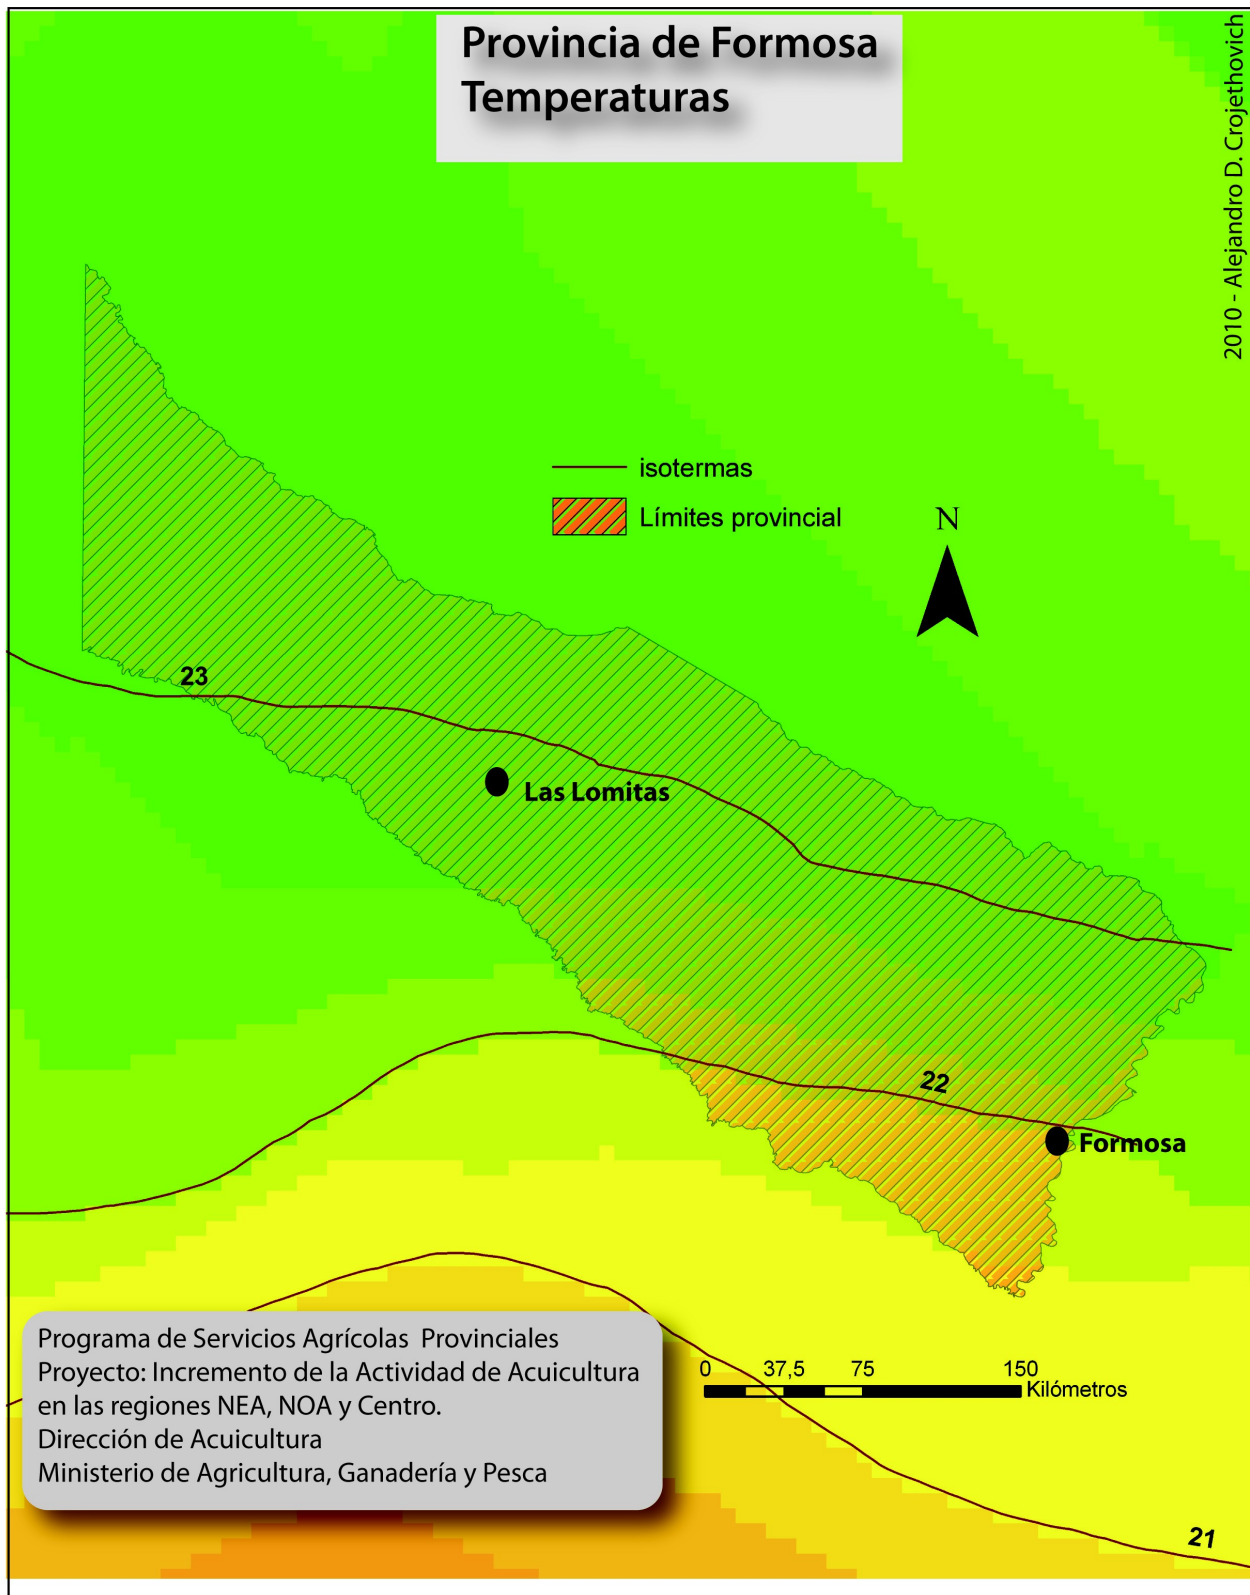 Provincia de Formosa
Temperaturas
2010 - Alejandro D. Crojethovich
isotermas
Límites provincial
N
23
Las Lomitas
22
Formosa
Programa de Servicios Agrícolas Provinciales
Proyecto: Incremento de la Actividad de Acuicultura
en las regiones NEA, NOA y Centro.
Dirección de Acuicultura
Ministerio de Agricultura, Ganadería y Pesca
0 37,5 75 150
Kilómetros
21